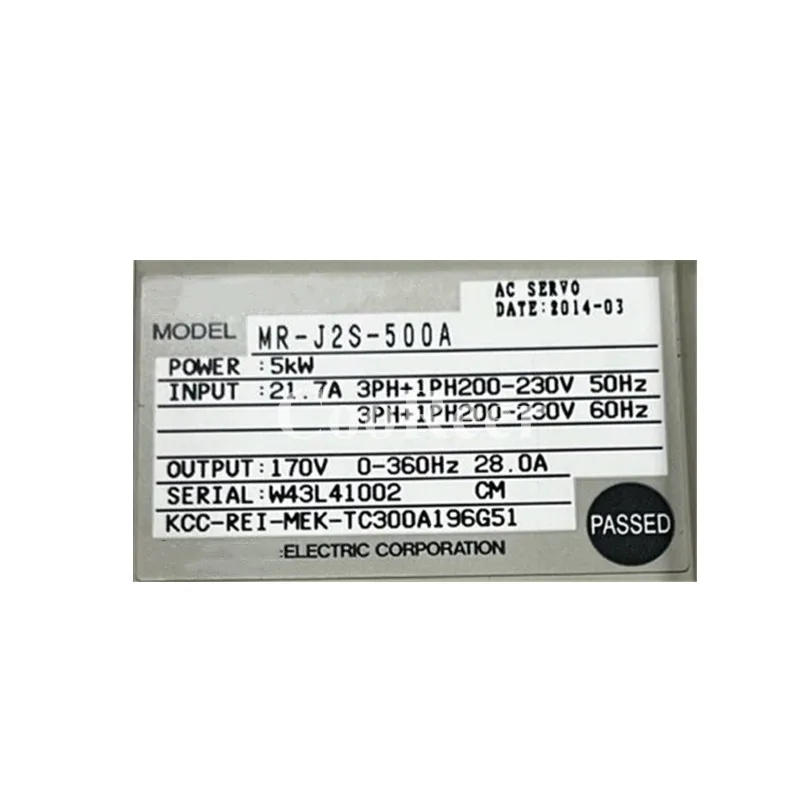 AC SERVO
DATE:2014-03
MODEL MR-J2S-500A
POWER :5kW
INPUT :21.7A 3PH+1PH200-230V 50Hz
3PH+1PH200-230V 60Hz
OUTPUT:170V 0-360Hz 28.0A
SERIAL:W43L41002 CM
KCC-REI-MEK-TC300A196G51
PASSED
:ELECTRIC CORPORATION